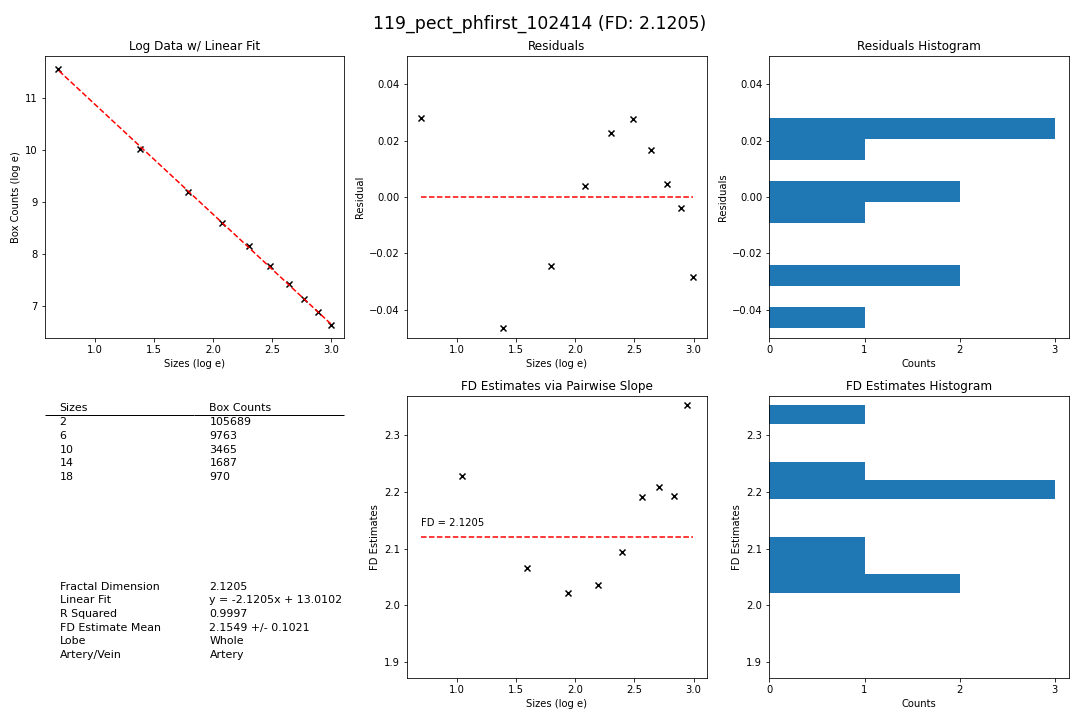 119_pect_phfirst_102414 (FD: 2.1205)
Log Data w/ Linear Fit
Box Counts (log e)
11
10
9
8
7
1.0 1.5 2.0 2.5 3.0
Sizes (log e)
Residuals
Residual
0.04
0.02
0.00
−0.02
−0.04
1.0 1.5 2.0 2.5 3.0
Sizes (log e)
Residuals Histogram
Residuals
0.04
0.02
0.00
−0.02
−0.04
0 1 2 3
Counts
Sizes Box Counts
2 105689
6 9763
10 3465
14 1687
18 970
Fractal Dimension 2.1205
Linear Fit y = -2.1205x + 13.0102
R Squared 0.9997
FD Estimate Mean 2.1549 +/- 0.1021
Lobe Whole
Artery/Vein Artery
FD Estimates via Pairwise Slope
FD Estimates
2.3
2.2
2.1
2.0
1.9
FD = 2.1205
1.0 1.5 2.0 2.5 3.0
Sizes (log e)
FD Estimates Histogram
FD Estimates
2.3
2.2
2.1
2.0
1.9
0 1 2 3
Counts